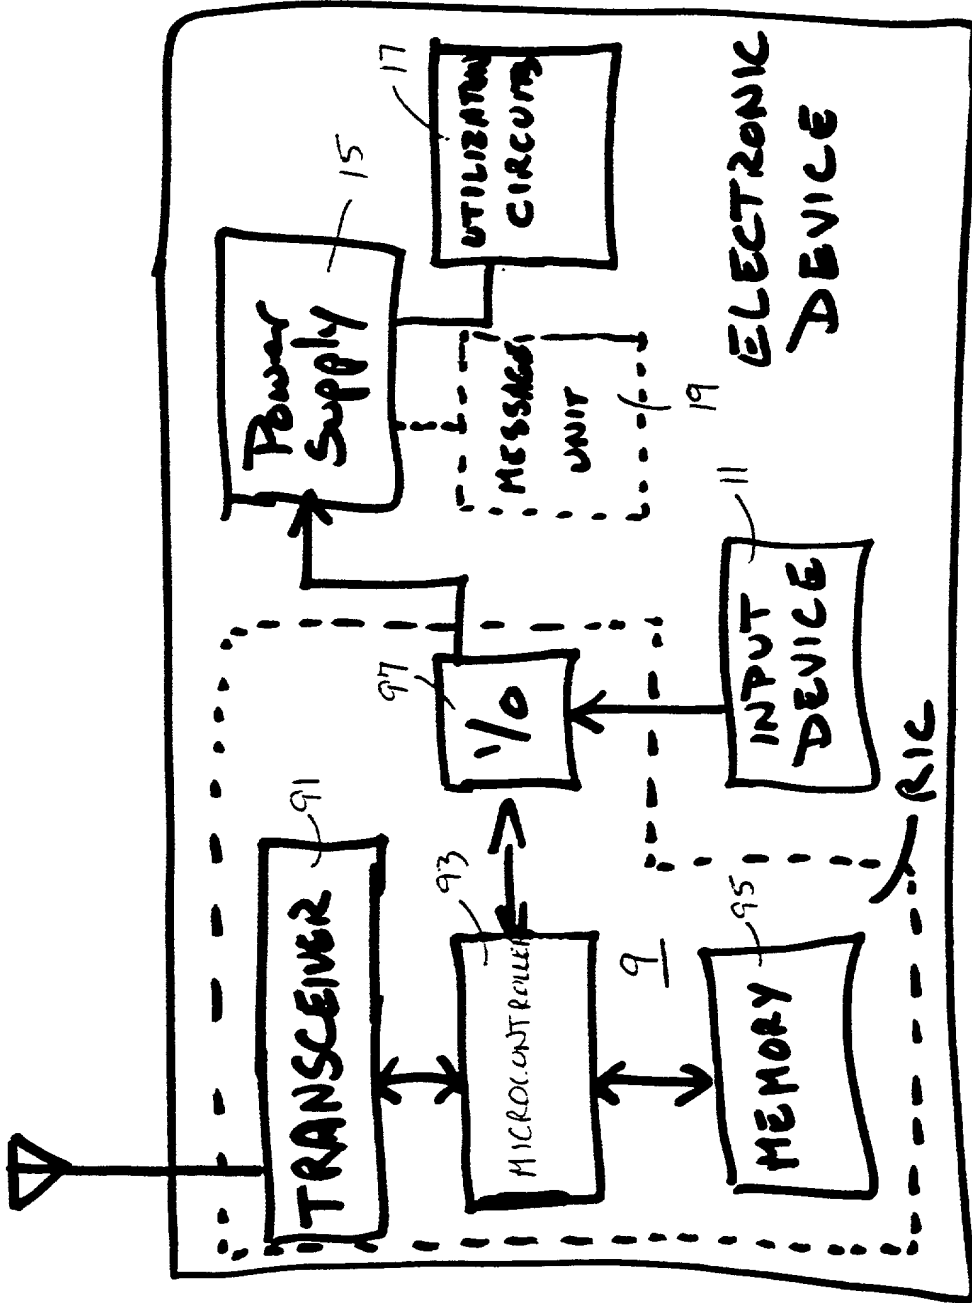 TRANSCEIVER
91
MICROCONTROLLER
93
9
MEMORY
95
I/O
97
RIC
INPUT
DEVICE
11
Power
Supply
15
MESSAGE
UNIT
19
UTILIZATION
CIRCUITS
17
ELECTRONIC
DEVICE